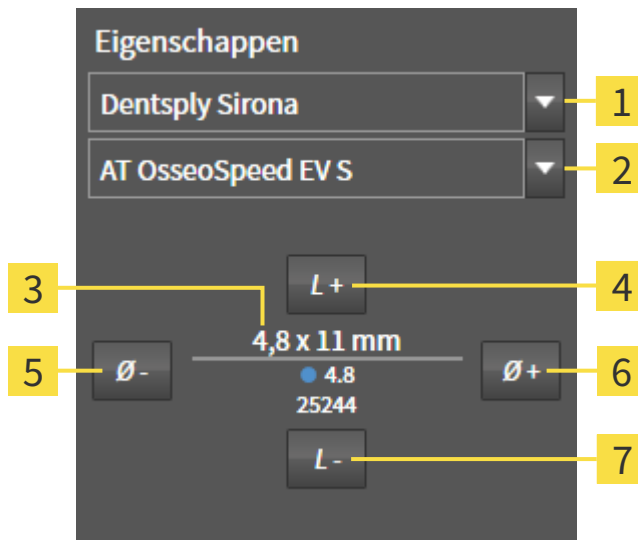 Eigenschappen
Dentsply Sirona
1
AT OsseoSpeed EV S
2
L+
4
3
4,8 x 11 mm
5
Ø -
4.8
Ø +
6
25244
L -
7